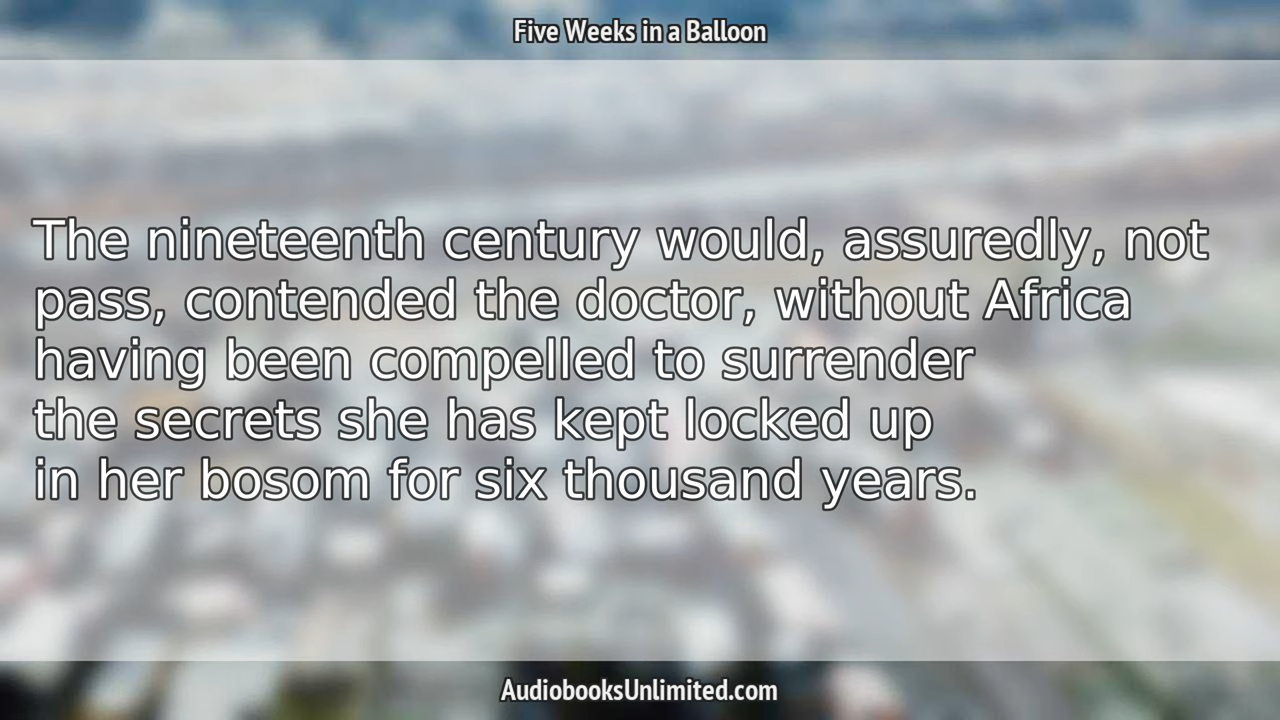 Five Weeks in a Balloon
The nineteenth century would, assuredly, not
pass, contended the doctor, without Africa
having been compelled to surrender
the secrets she has kept locked up
in her bosom for six thousand years.
AudiobooksUnlimited.com